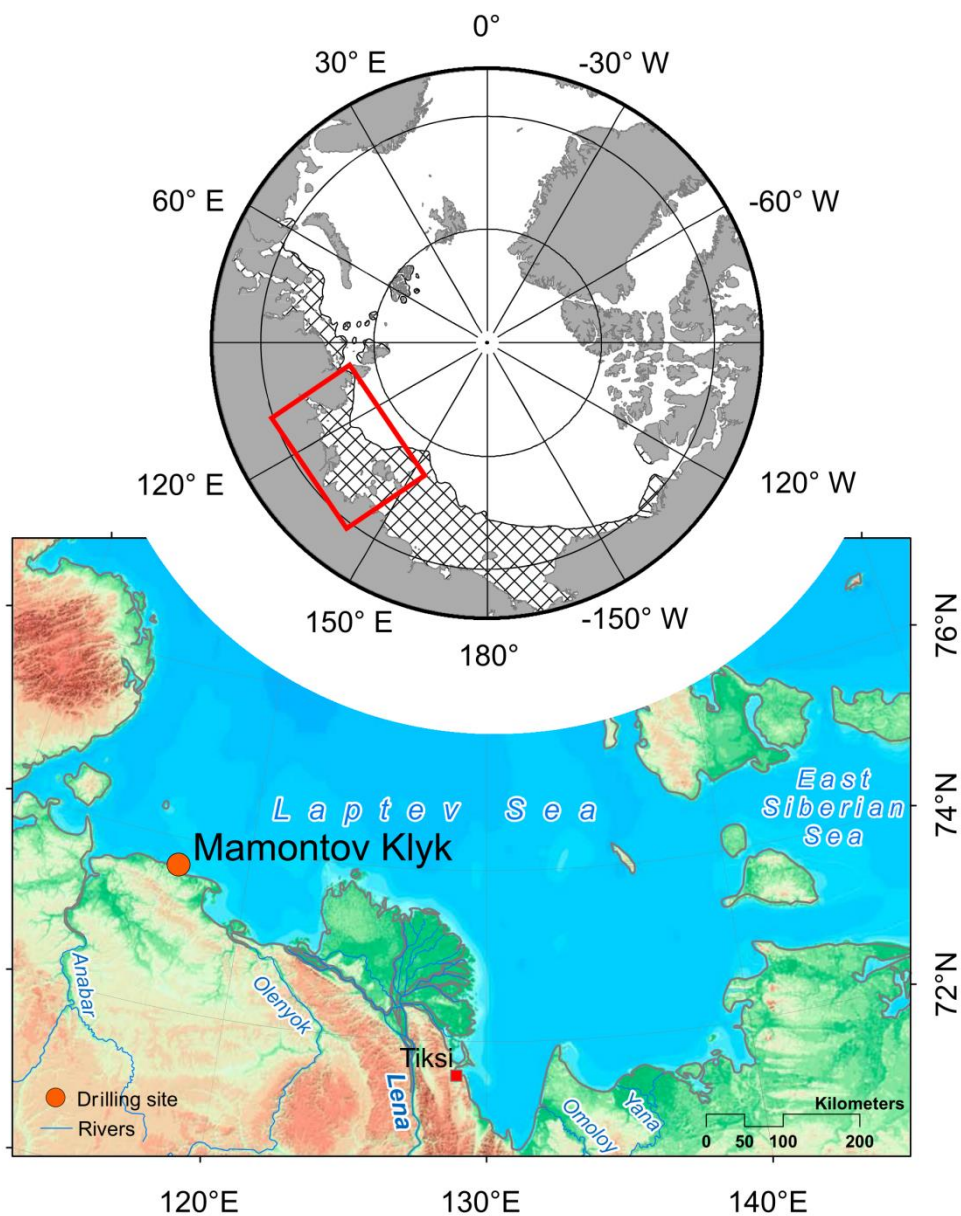 0°
30° E
-30° W
60° E
-60° W
120° E
120° W
150° E
-150° W
180°
76°N
Laptev Sea
East
Siberian
Sea
74°N
Mamontov Klyk
Anabar
Olenyok
72°N
Tiksi
Lena
Omoloy
Yana
Drilling site
Rivers
Kilometers
0 50 100 200
120°E
130°E
140°E